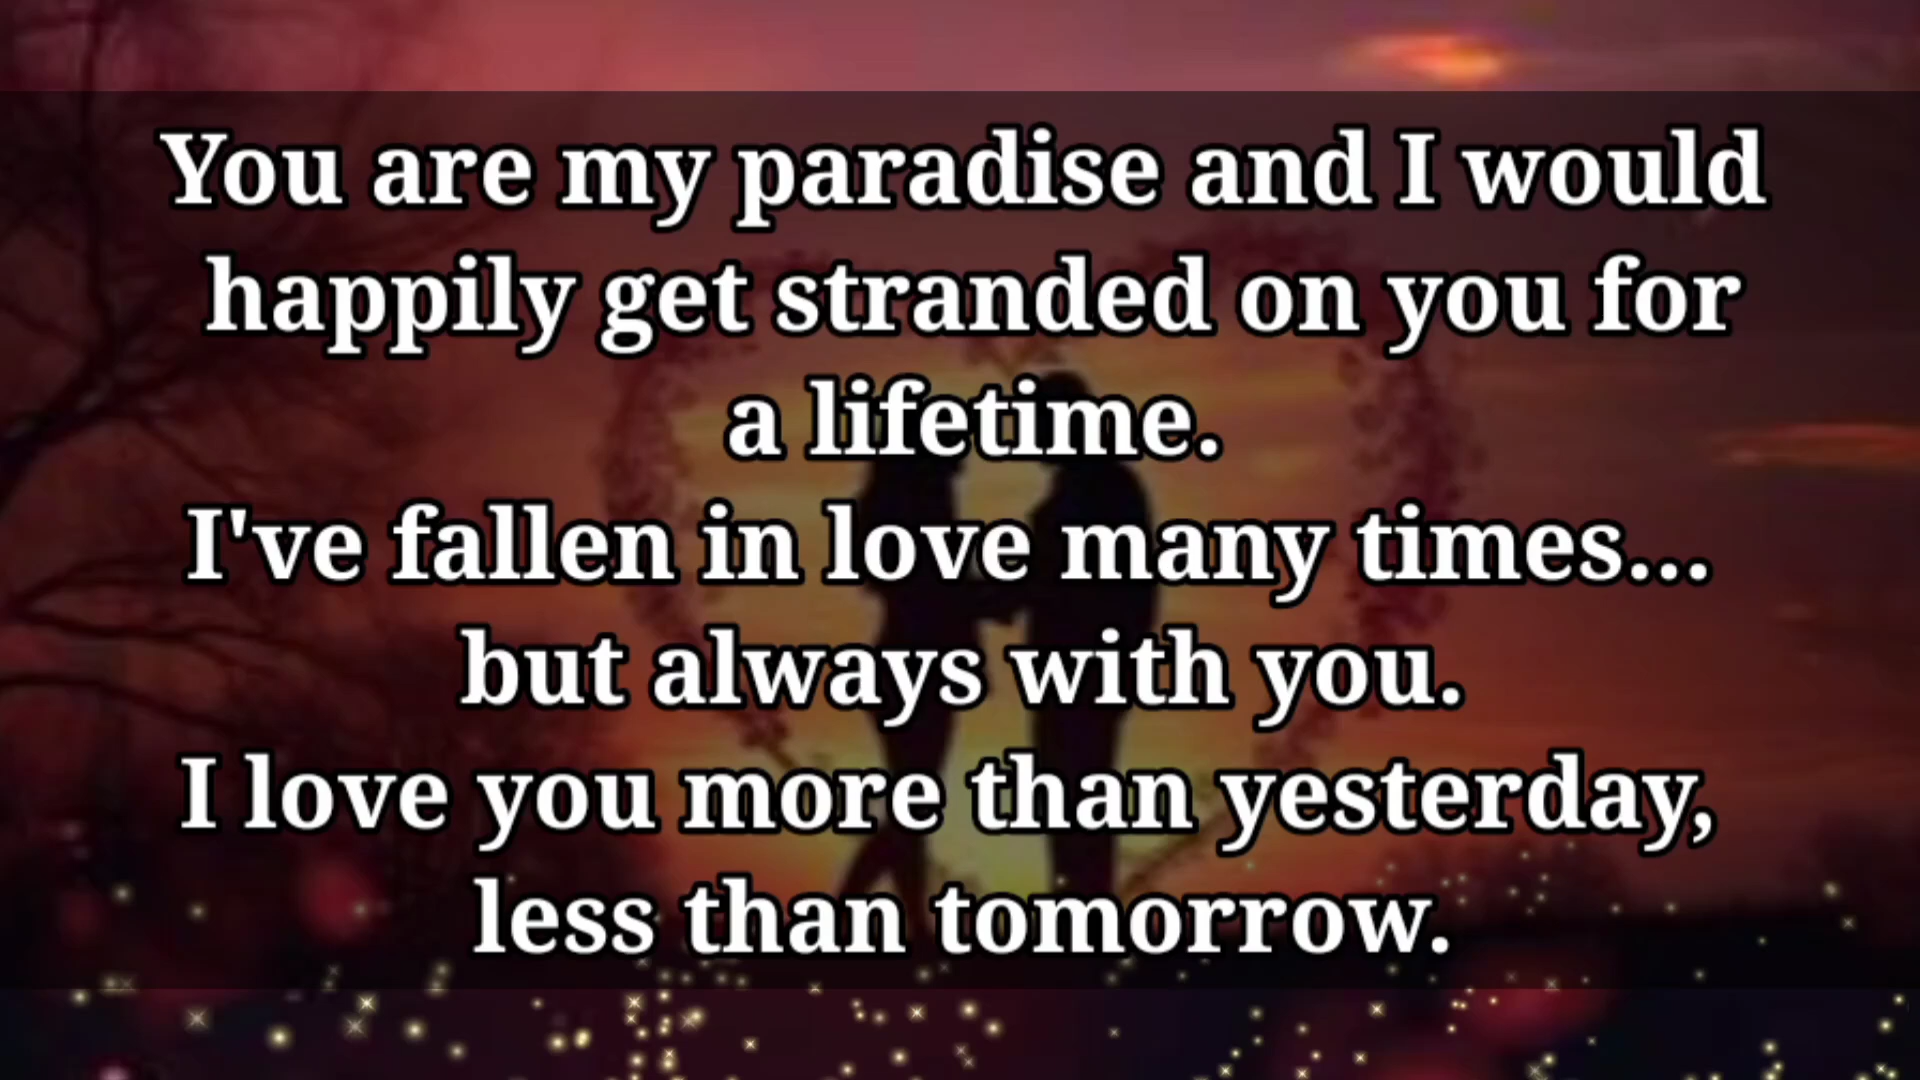 You are my paradise and I would
happily get stranded on you for
a lifetime.
I've fallen in love many times...
but always with you.
I love you more than yesterday,
less than tomorrow.